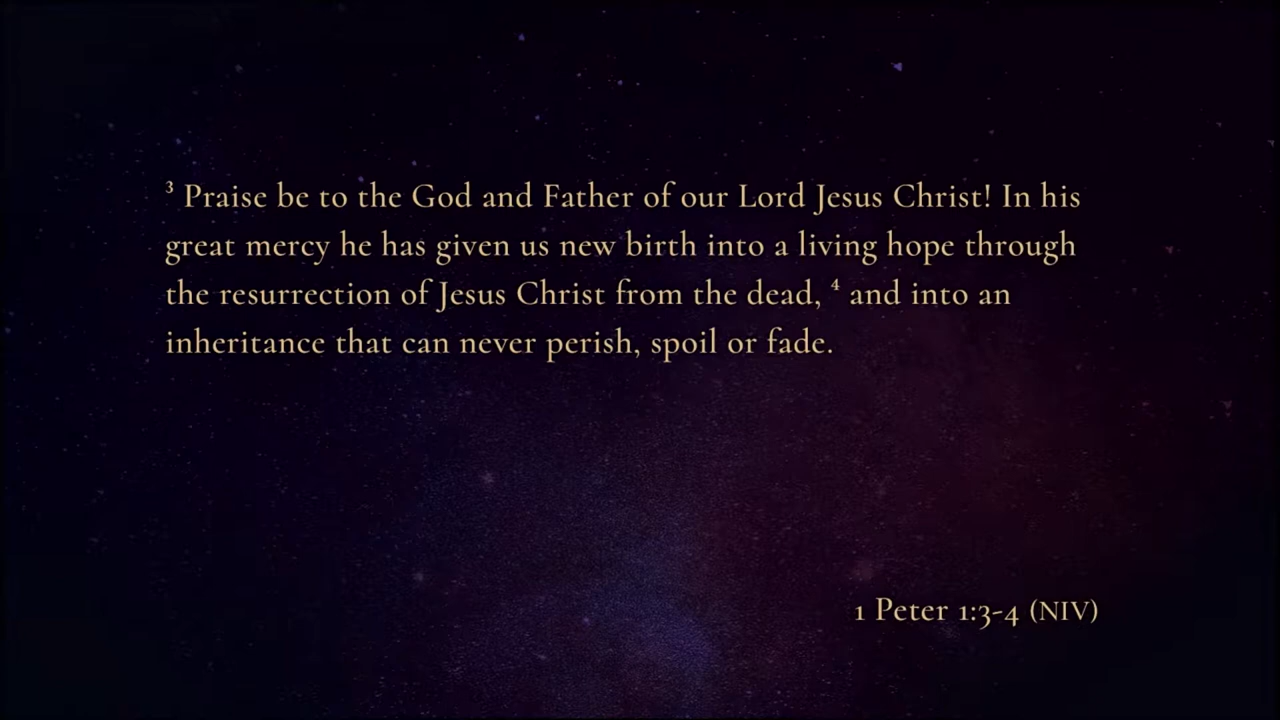 ³ Praise be to the God and Father of our Lord Jesus Christ! In his
great mercy he has given us new birth into a living hope through
the resurrection of Jesus Christ from the dead, ⁴ and into an
inheritance that can never perish, spoil or fade.
1 Peter 1:3-4 (NIV)